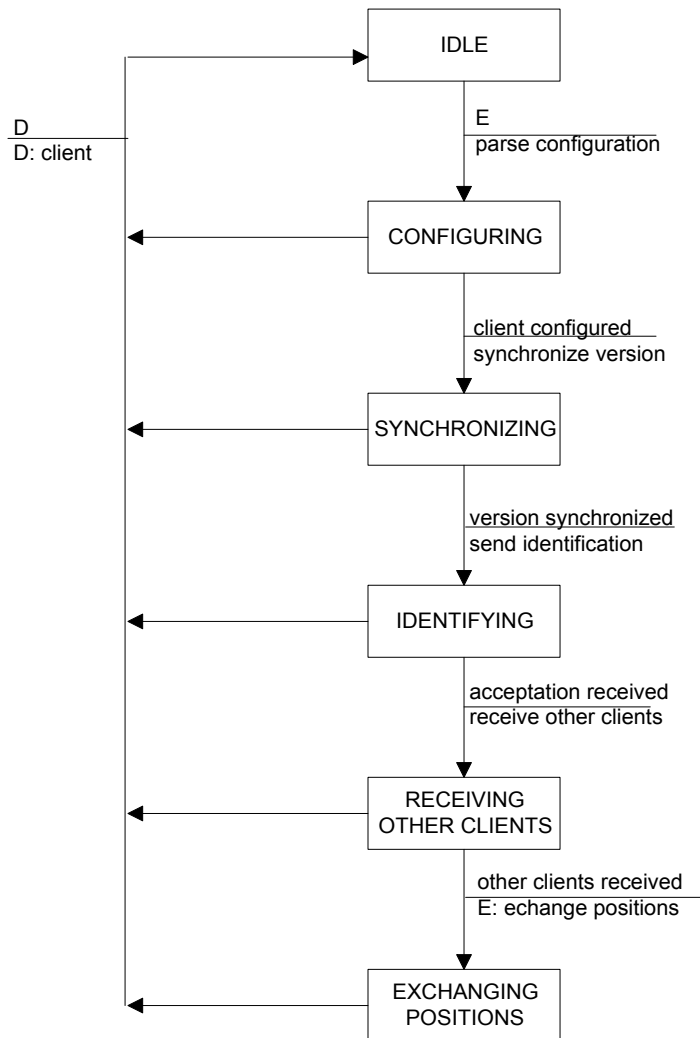 IDLE
D
D: client
E
parse configuration
CONFIGURING
client configured
synchronize version
SYNCHRONIZING
version synchronized
send identification
IDENTIFYING
acceptation received
receive other clients
RECEIVING
OTHER CLIENTS
other clients received
E: echange positions
EXCHANGING
POSITIONS